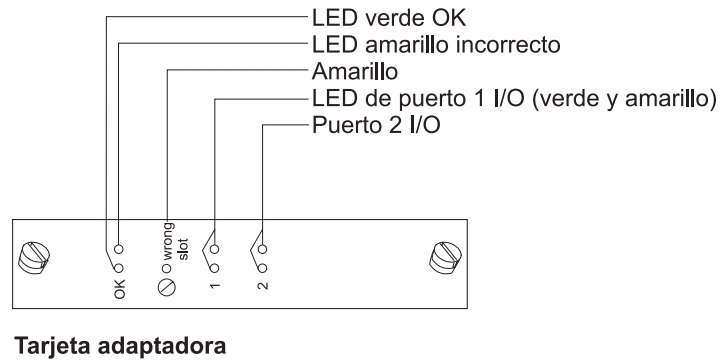 LED verde OK
LED amarillo incorrecto
Amarillo
LED de puerto 1 I/O (verde y amarillo)
Puerto 2 I/O
OK
wrong
slot
1
2
Tarjeta adaptadora